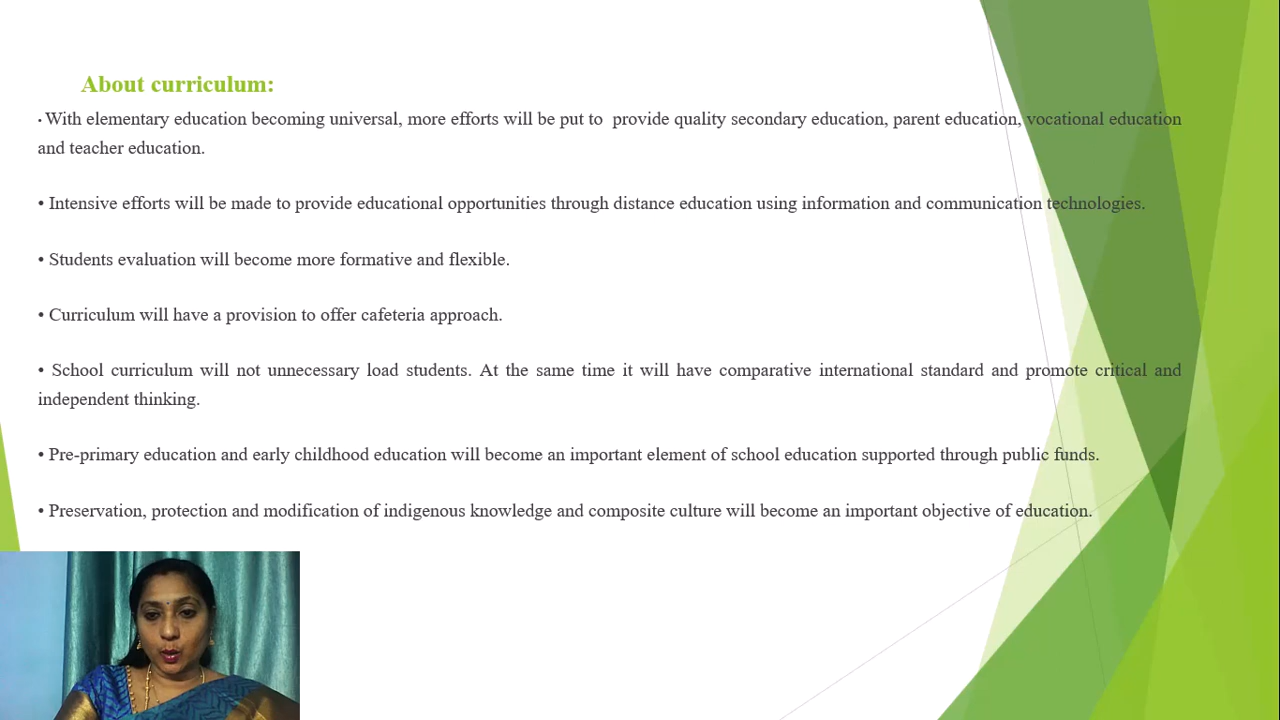 About curriculum:
• With elementary education becoming universal, more efforts will be put to provide quality secondary education, parent education, vocational education
and teacher education.
• Intensive efforts will be made to provide educational opportunities through distance education using information and communication technologies.
• Students evaluation will become more formative and flexible.
• Curriculum will have a provision to offer cafeteria approach.
• School curriculum will not unnecessary load students. At the same time it will have comparative international standard and promote critical and
independent thinking.
• Pre-primary education and early childhood education will become an important element of school education supported through public funds.
• Preservation, protection and modification of indigenous knowledge and composite culture will become an important objective of education.